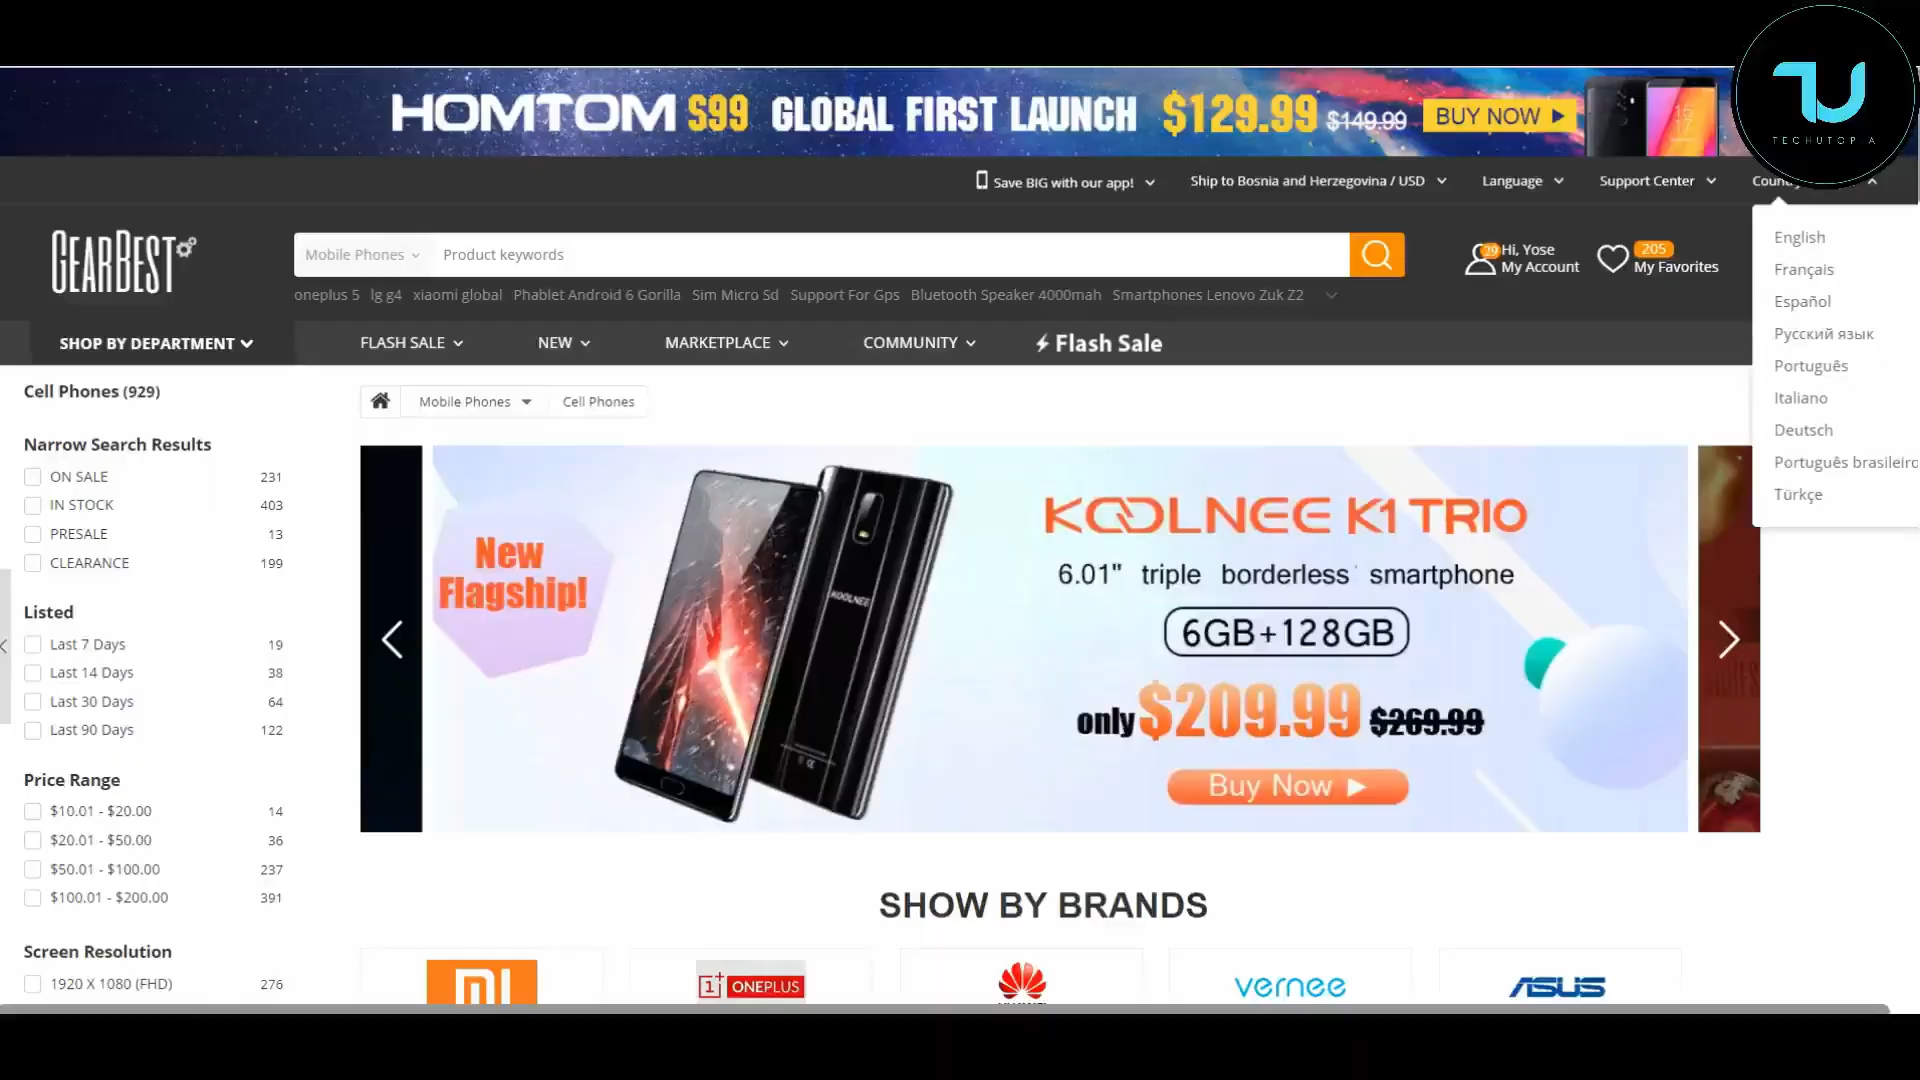 HOMTOM S99 GLOBAL FIRST LAUNCH $129.99 $149.99 BUY NOW
TECHUTOPIA
Save BIG with our app!
Ship to Bosnia and Herzegovina / USD
Language
Support Center
GEARBEST
Mobile Phones
Product keywords
29
Hi, Yose
My Account
205
My Favorites
oneplus 5 lg g4 xiaomi global Phablet Android 6 Gorilla Sim Micro Sd Support For Gps Bluetooth Speaker 4000mah Smartphones Lenovo Zuk Z2
SHOP BY DEPARTMENT
FLASH SALE
NEW
MARKETPLACE
COMMUNITY
Flash Sale
English
Français
Español
Русский язык
Português
Italiano
Deutsch
Português brasileiro
Türkçe
Cell Phones (929)
Narrow Search Results
ON SALE 231
IN STOCK 403
PRESALE 13
CLEARANCE 199
Listed
Last 7 Days 19
Last 14 Days 38
Last 30 Days 64
Last 90 Days 122
Price Range
$10.01 - $20.00 14
$20.01 - $50.00 36
$50.01 - $100.00 237
$100.01 - $200.00 391
Screen Resolution
1920 X 1080 (FHD) 276
Mobile Phones
Cell Phones
New
Flagship!
KOOLNEE
KOOLNEE K1 TRIO
6.01" triple borderless smartphone
6GB+128GB
only $209.99 $269.99
Buy Now
SHOW BY BRANDS
MI
1+ ONEPLUS
vernee
ASUS